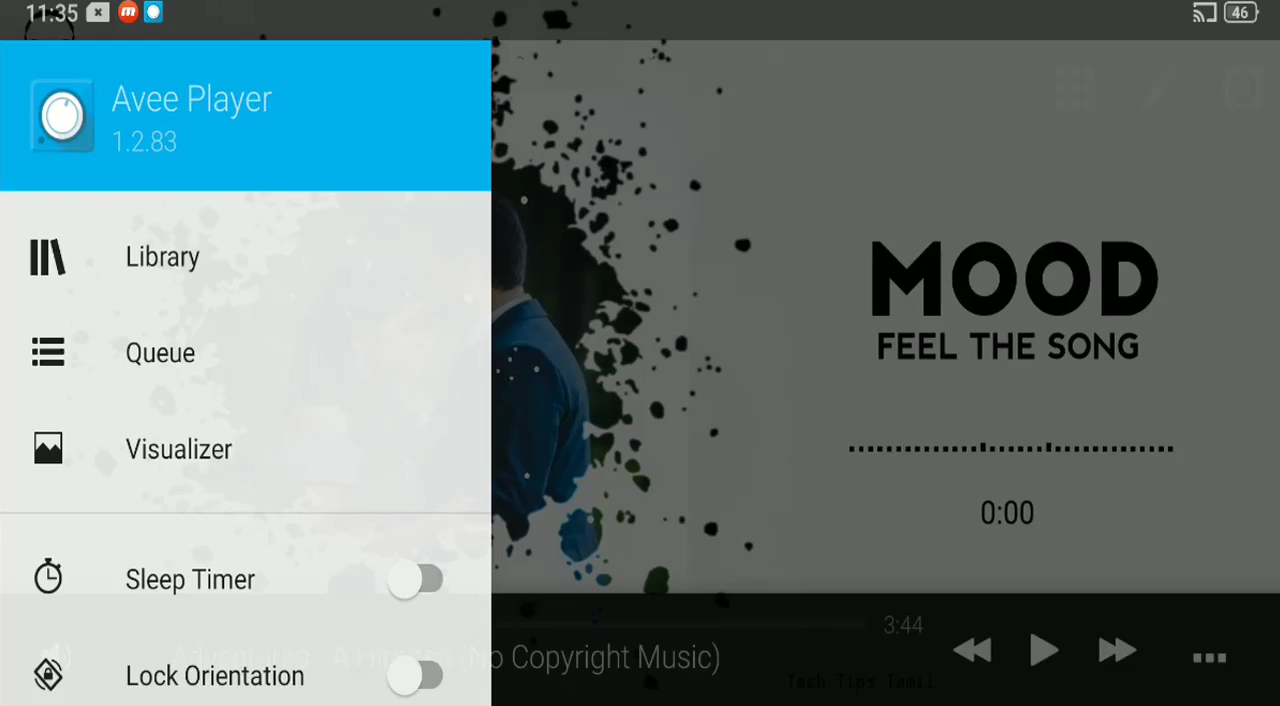 11:35
46
Avee Player
1.2.83
Library
Queue
Visualizer
Sleep Timer
Lock Orientation
MOOD
FEEL THE SONG
0:00
3:44
(No Copyright Music)
Tech Tips Tamil